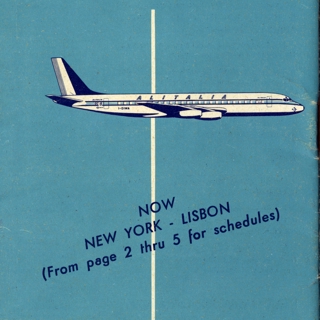 ALITALIA
NOW
NEW YORK - LISBON
(From page 2 thru 5 for schedules)